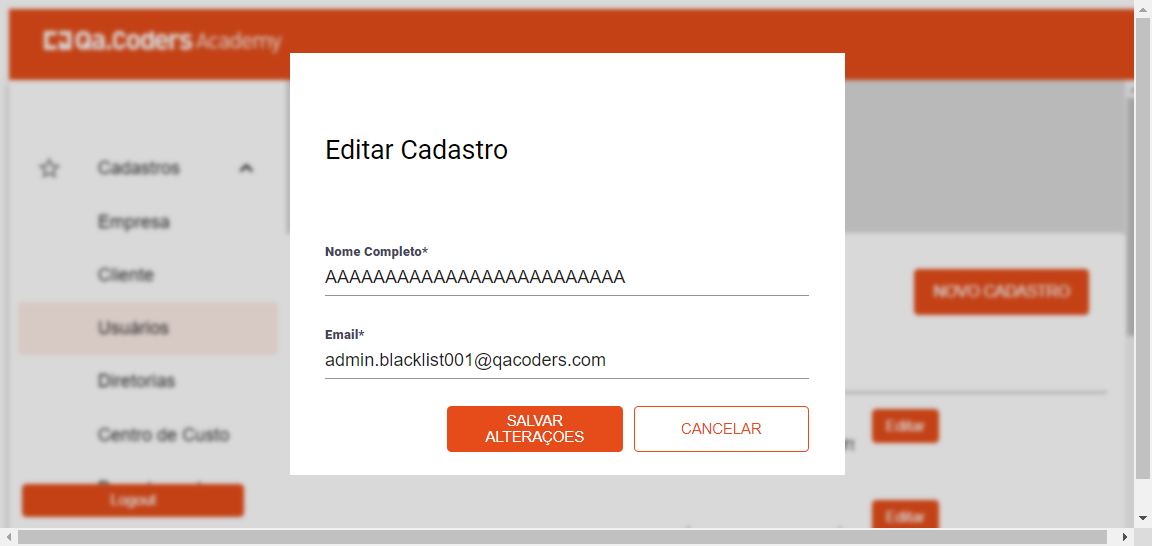 Qa.Coders Academy
Cadastros
Empresa
Cliente
Usuários
Diretorias
Centro de Custo
Logout
NOVO CADASTRO
Editar
Editar
Editar Cadastro
Nome Completo*
AAAAAAAAAAAAAAAAAAAAAAAAA
Email*
admin.blacklist001@qacoders.com
SALVAR
ALTERAÇOES
CANCELAR